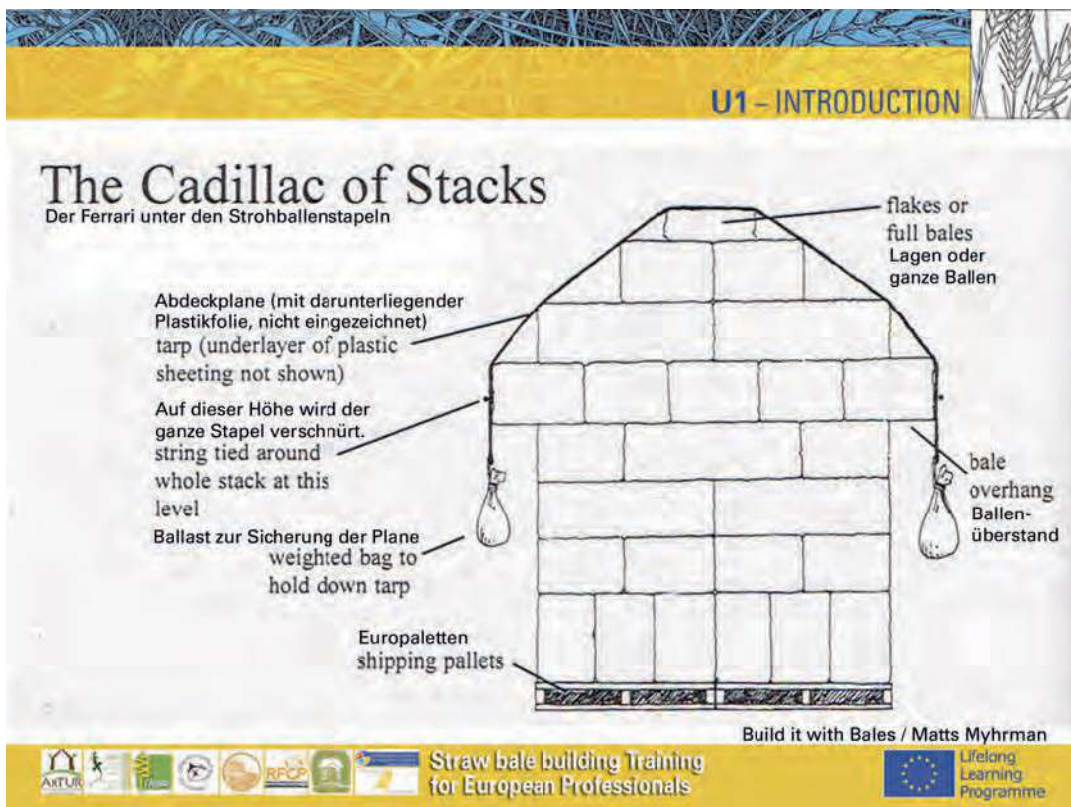 U1 – INTRODUCTION
The Cadillac of Stacks
Der Ferrari unter den Strohballenstapeln
flakes or
full bales
Lagen oder
ganze Ballen
Abdeckplane (mit darunterliegender
Plastikfolie, nicht eingezeichnet)
tarp (underlayer of plastic
sheeting not shown)
Auf dieser Höhe wird der
ganze Stapel verschnürt.
string tied around
whole stack at this
level
bale
overhang
Ballen-
überstand
Ballast zur Sicherung der Plane
weighted bag to
hold down tarp
Europaletten
shipping pallets
Build it with Bales / Matts Myhrman
AsTUR
RFCP
Straw bale building Training
for European Professionals
Lifelong
Learning
Programme